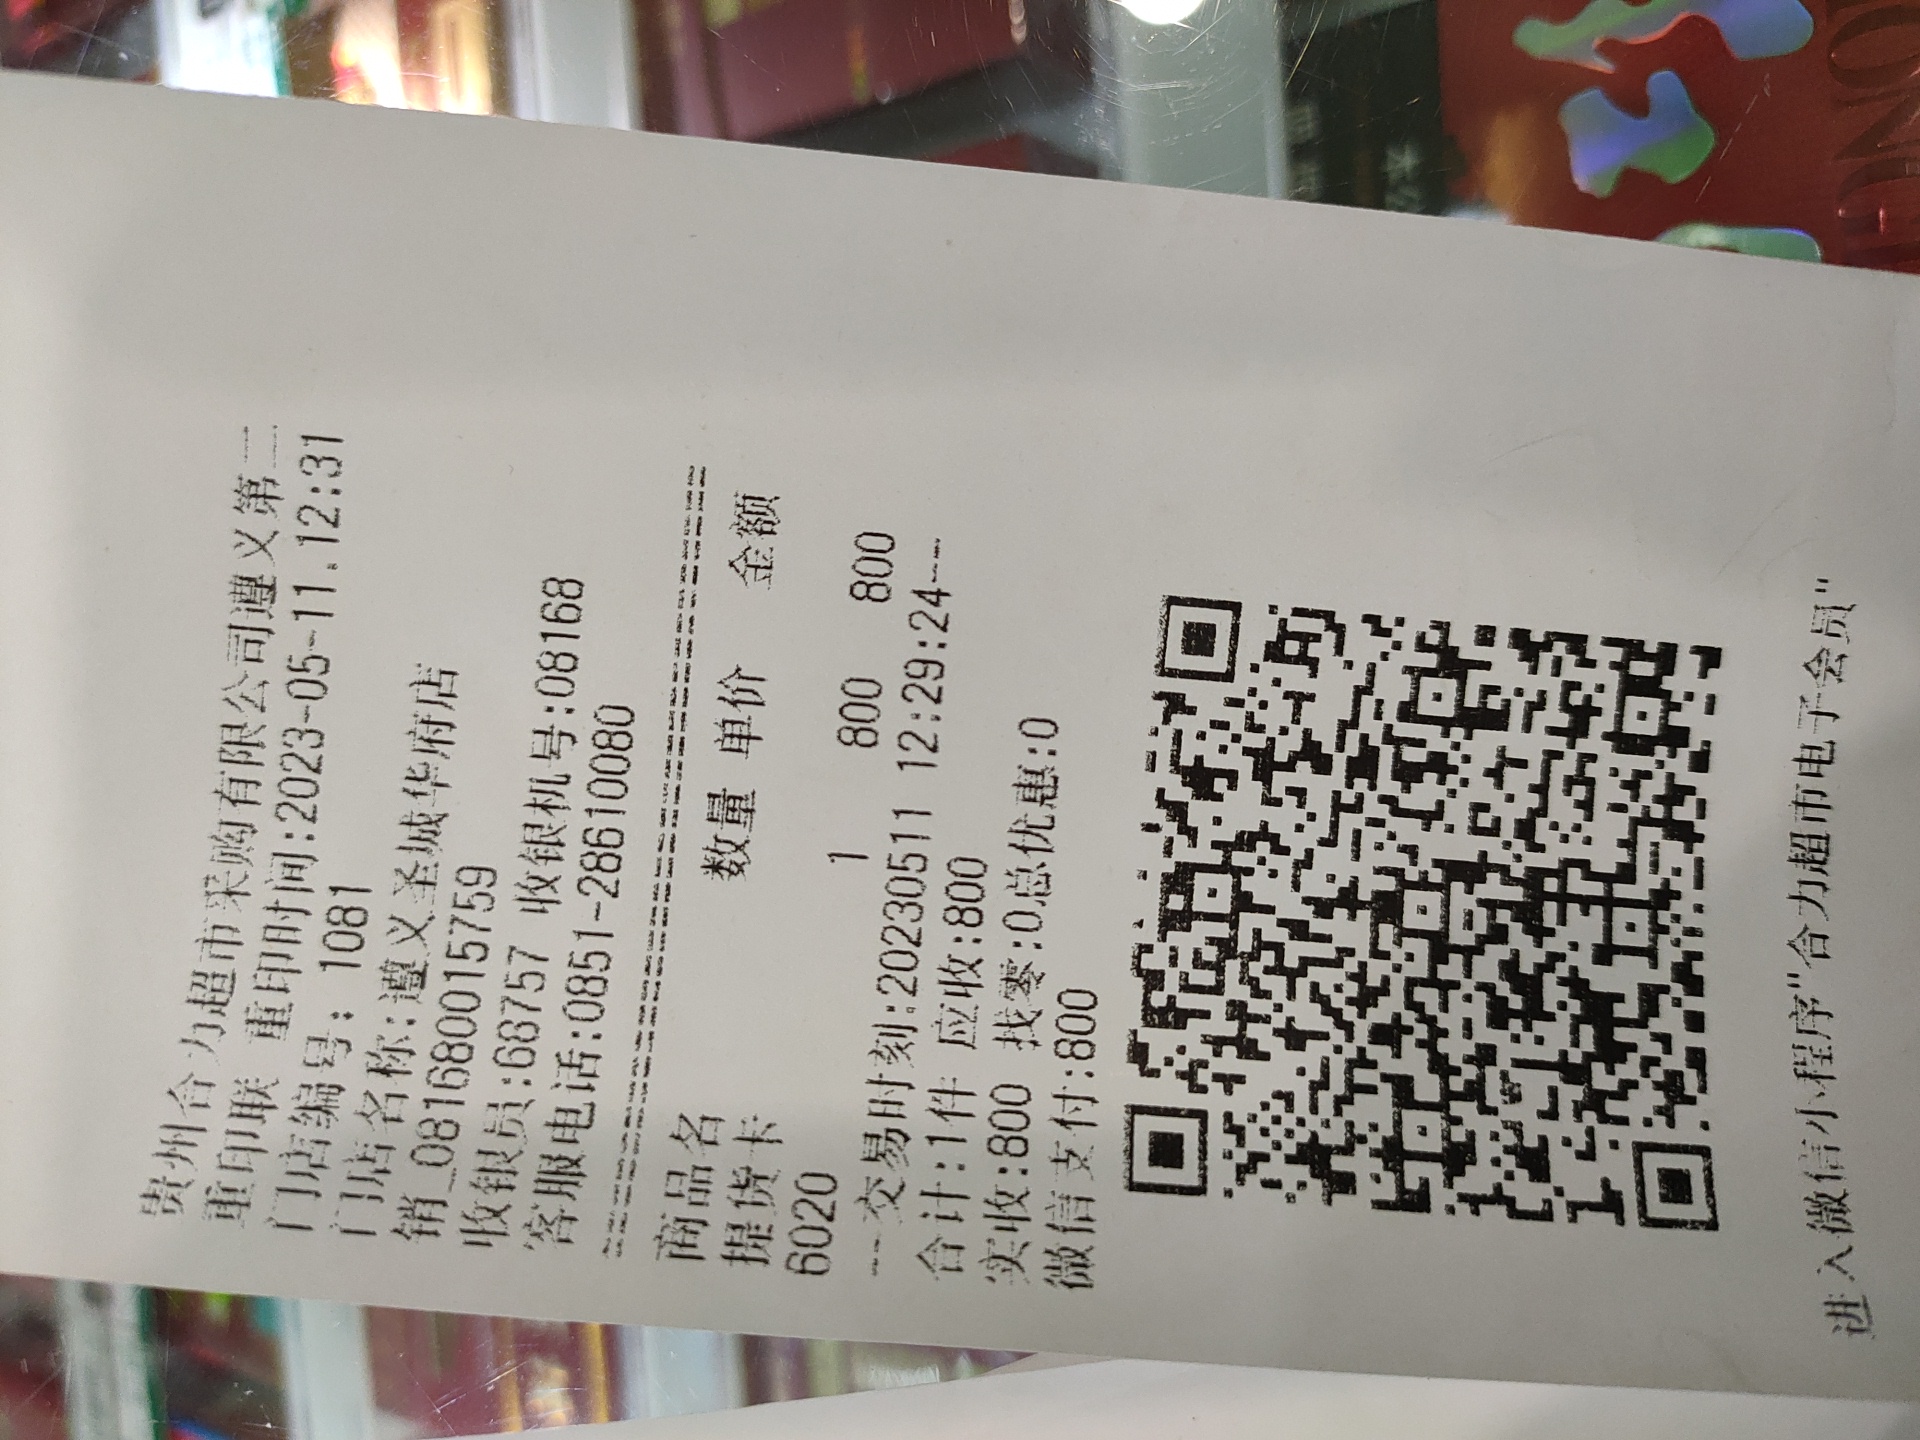 贵州合力超市采购有限公司遵义第二
重印联 重印时间:2023-05-11.12:31
门店编号: 1081
门店名称:遵义圣城华府店
销_081680015759
收银员:68757 收银机号:08168
客服电话:0851-28610080
商品名 数量 单价 金额
提货卡
6020 1 800 800
---交易时刻:20230511 12:29:24---
合计:1件 应收:800
实收:800 找零:0总优惠:0
微信支付:800
进入微信小程序"合力超市电子会员"